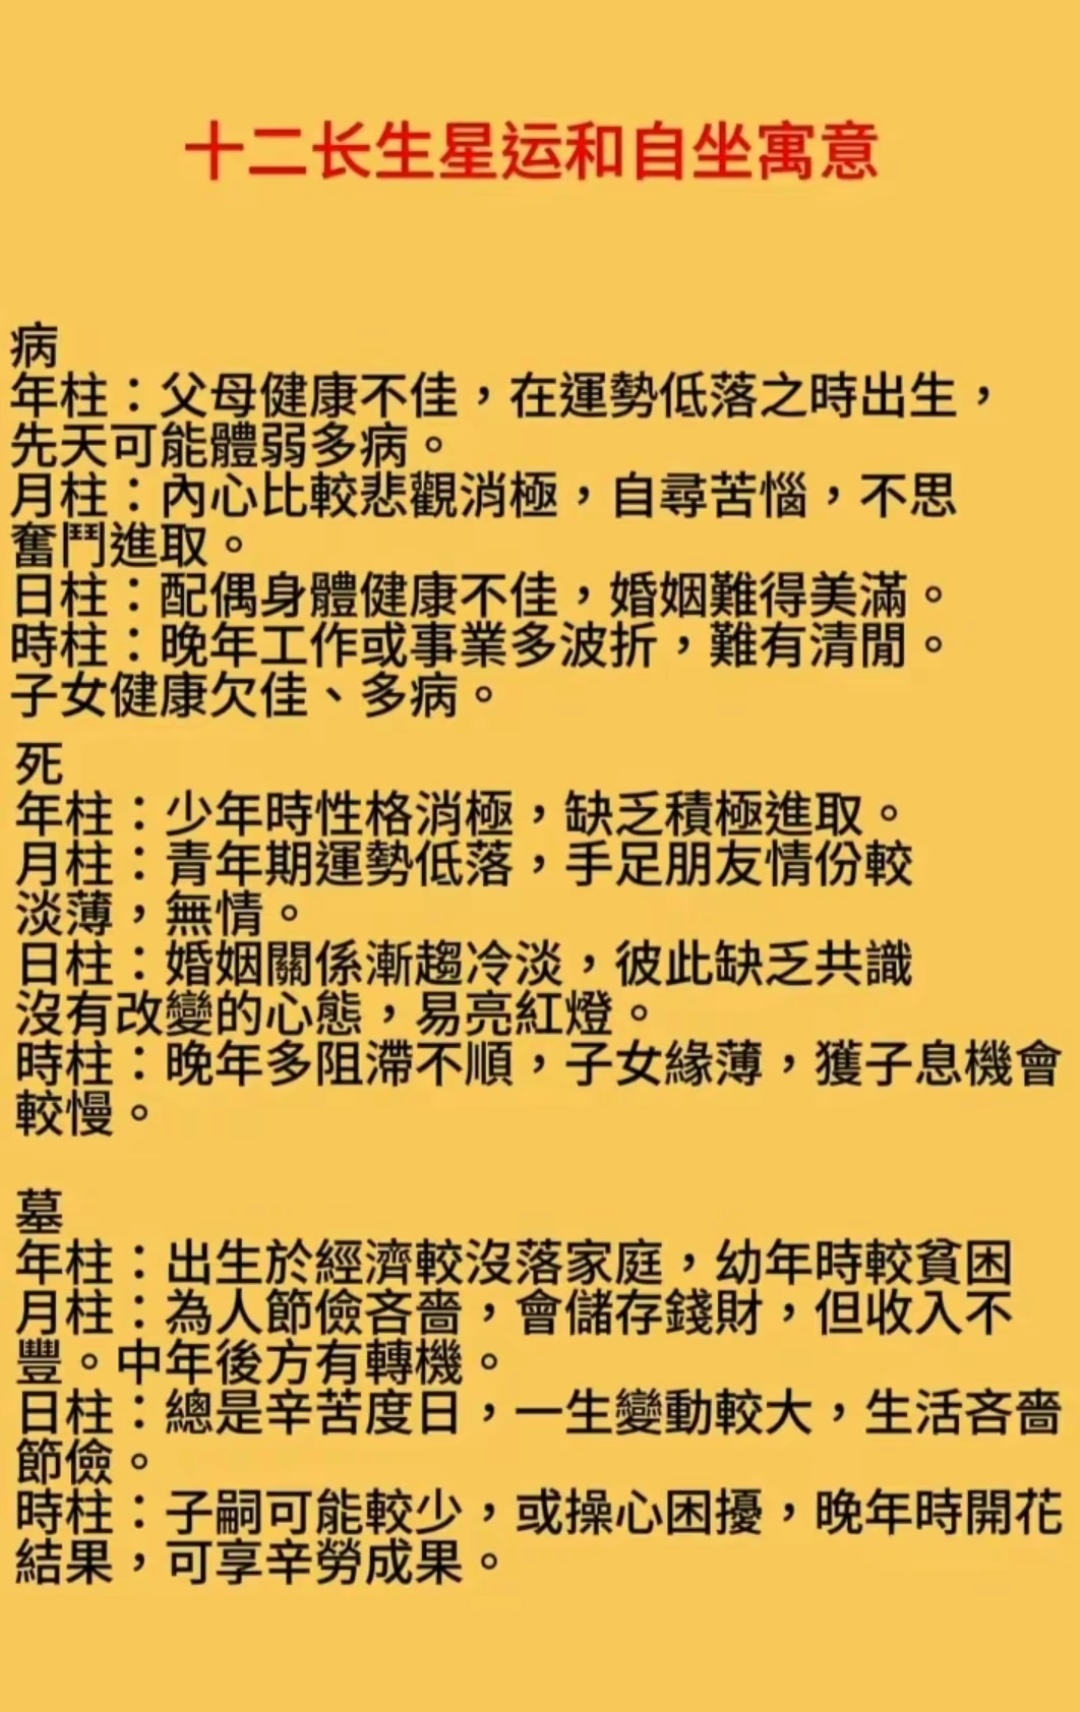 十二长生星运和自坐寓意
病
年柱：父母健康不佳，在運勢低落之時出生，
先天可能體弱多病。
月柱：內心比較悲觀消極，自尋苦惱，不思
奮鬥進取。
日柱：配偶身體健康不佳，婚姻難得美滿。
時柱：晚年工作或事業多波折，難有清閒。
子女健康欠佳、多病。
死
年柱：少年時性格消極，缺乏積極進取。
月柱：青年期運勢低落，手足朋友情份較
淡薄，無情。
日柱：婚姻關係漸趨冷淡，彼此缺乏共識
沒有改變的心態，易亮紅燈。
時柱：晚年多阻滯不順，子女緣薄，獲子息機會
較慢。
墓
年柱：出生於經濟較沒落家庭，幼年時較貧困
月柱：為人節儉吝嗇，會儲存錢財，但收入不
豐。中年後方有轉機。
日柱：總是辛苦度日，一生變動較大，生活吝嗇
節儉。
時柱：子嗣可能較少，或操心困擾，晚年時開花
結果，可享辛勞成果。